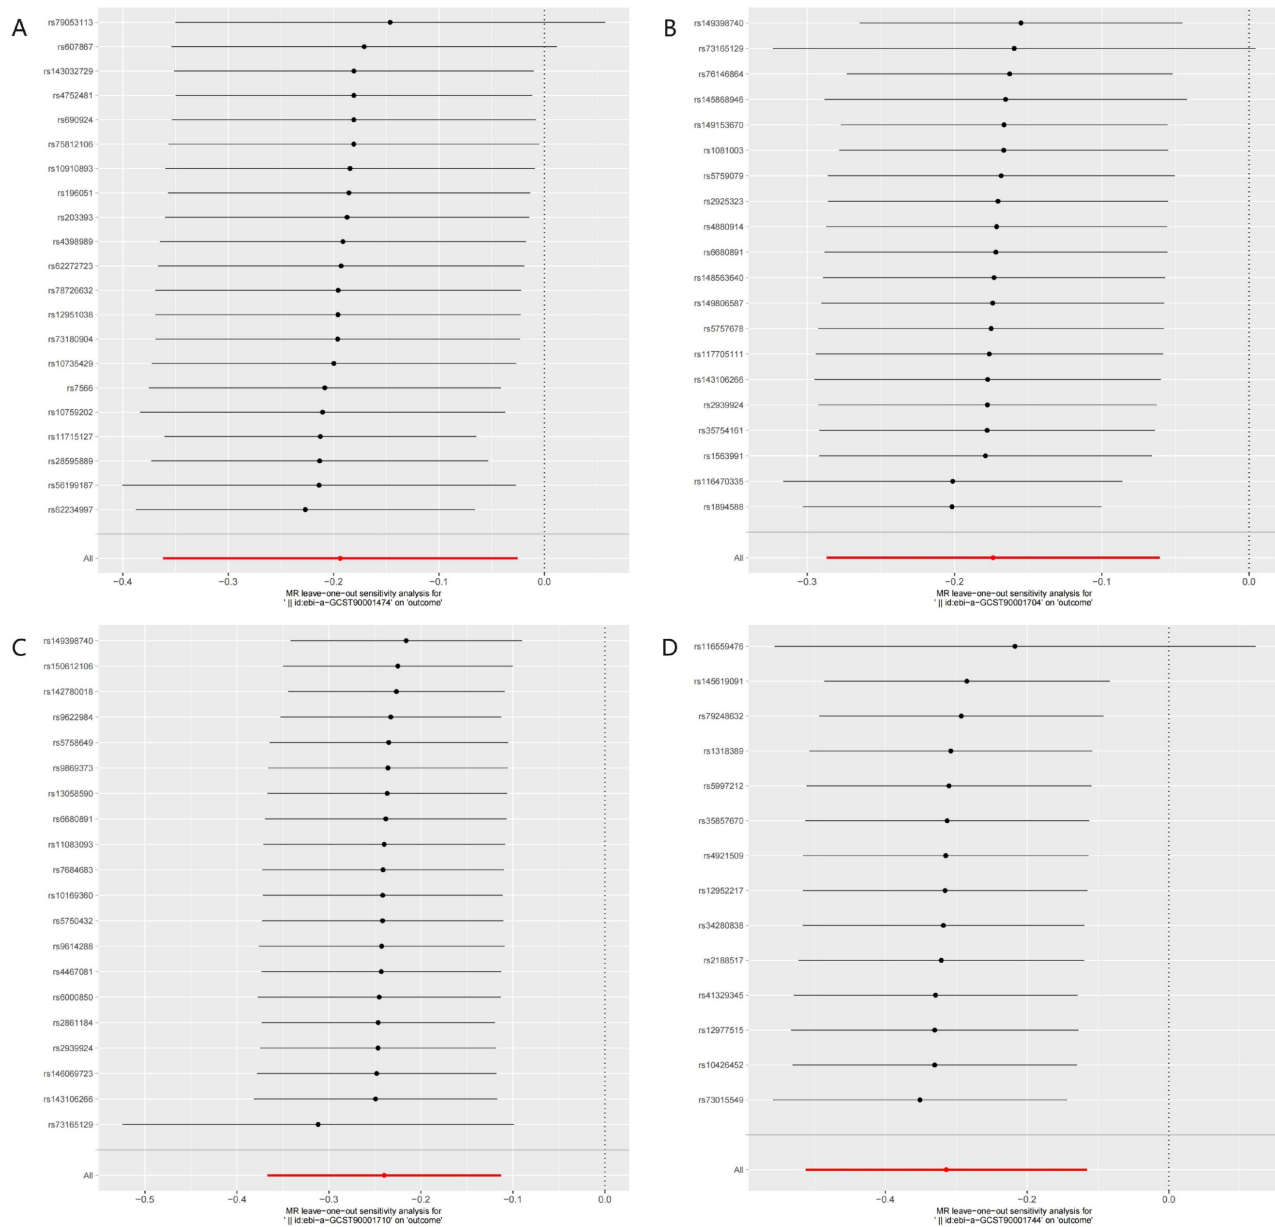 A
rs79053113
rs607867
rs143032729
rs4752481
rs690924
rs75812106
rs10910893
rs196051
rs203393
rs4398989
rs62272723
rs78726632
rs12951038
rs73180904
rs10735429
rs7566
rs10759202
rs11715127
rs28595889
rs56199187
rs62234997
All
−0.4 −0.3 −0.2 −0.1 0.0
MR leave−one−out sensitivity analysis for
' || id:ebi−a−GCST90001474' on 'outcome'
B
rs149398740
rs73165129
rs76146864
rs145868946
rs149153670
rs1081003
rs5759079
rs2925323
rs4880914
rs6680891
rs148563640
rs149806587
rs5757678
rs117705111
rs143106266
rs2939924
rs35754161
rs1563991
rs116470335
rs1894588
All
−0.3 −0.2 −0.1 0.0
MR leave−one−out sensitivity analysis for
' || id:ebi−a−GCST90001704' on 'outcome'
C
rs149398740
rs150612106
rs142780018
rs9622984
rs5758649
rs9869373
rs13058590
rs6680891
rs11083093
rs7684683
rs10169360
rs5750432
rs9614288
rs4467081
rs6000850
rs2861184
rs2939924
rs146069723
rs143106266
rs73165129
All
−0.5 −0.4 −0.3 −0.2 −0.1 0.0
MR leave−one−out sensitivity analysis for
' || id:ebi−a−GCST90001710' on 'outcome'
D
rs116559476
rs145619091
rs79248632
rs1318389
rs5997212
rs35857670
rs4921509
rs12952217
rs34280838
rs2188517
rs41329345
rs12977515
rs10426452
rs73015549
All
−0.4 −0.2 0.0
MR leave−one−out sensitivity analysis for
' || id:ebi−a−GCST90001744' on 'outcome'